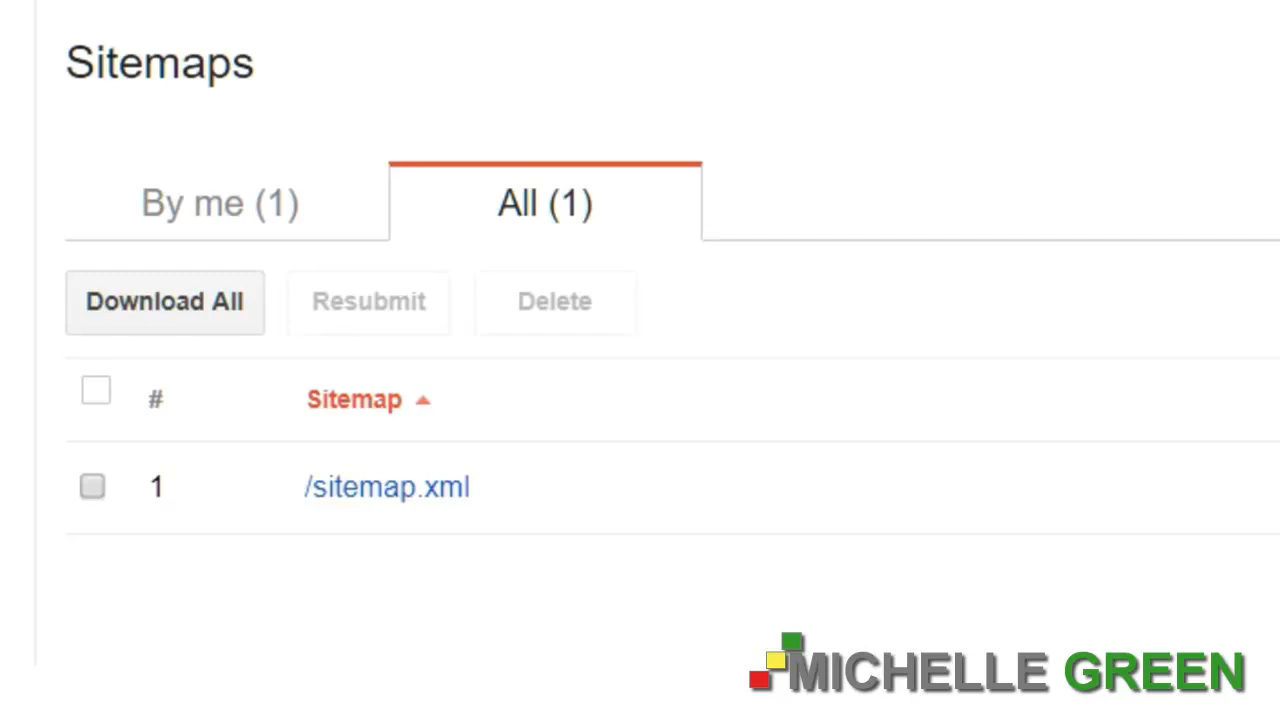 Sitemaps
By me (1) All (1)
Download All Resubmit Delete
# Sitemap
1 /sitemap.xml
MICHELLE GREEN